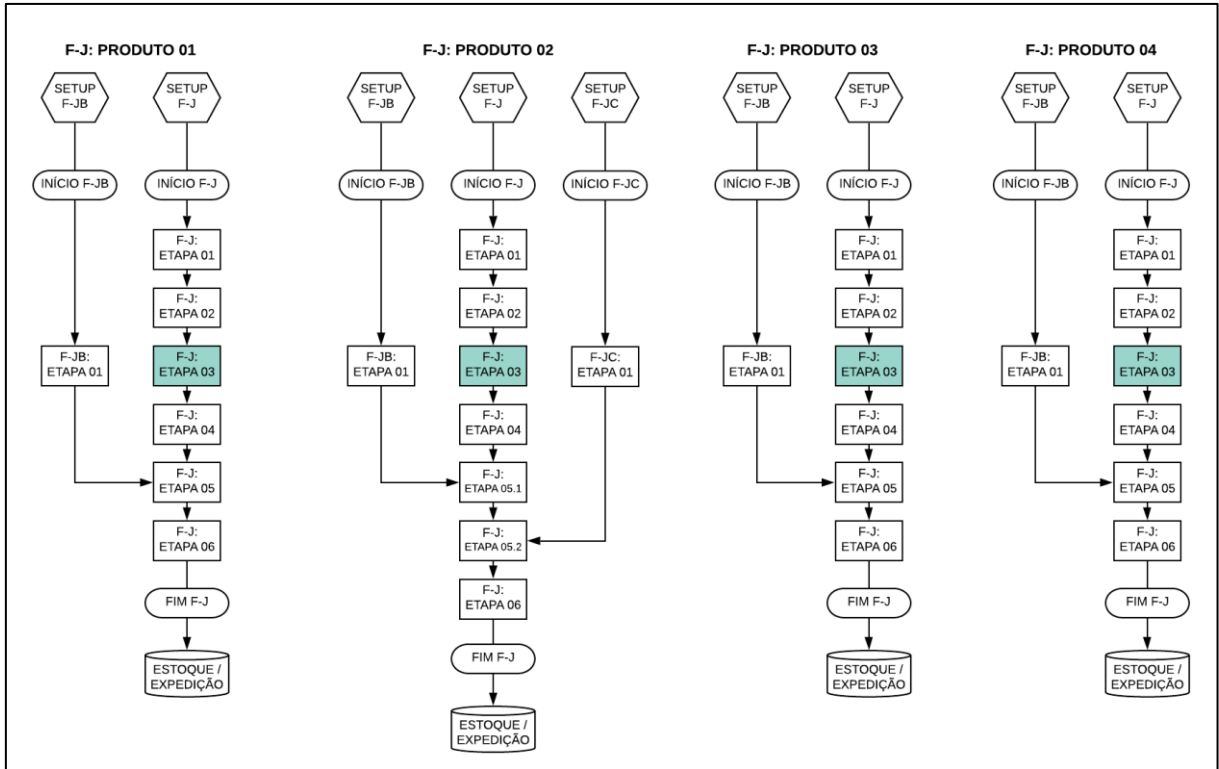 F-J: PRODUTO 01
SETUP
F-JB
SETUP
F-J
INÍCIO F-JB
INÍCIO F-J
F-J:
ETAPA 01
F-J:
ETAPA 02
F-JB:
ETAPA 01
F-J:
ETAPA 03
F-J:
ETAPA 04
F-J:
ETAPA 05
F-J:
ETAPA 06
FIM F-J
ESTOQUE /
EXPEDIÇÃO
F-J: PRODUTO 02
SETUP
F-JB
SETUP
F-J
SETUP
F-JC
INÍCIO F-JB
INÍCIO F-J
INÍCIO F-JC
F-J:
ETAPA 01
F-J:
ETAPA 02
F-JB:
ETAPA 01
F-J:
ETAPA 03
F-JC:
ETAPA 01
F-J:
ETAPA 04
F-J:
ETAPA 05.1
F-J:
ETAPA 05.2
F-J:
ETAPA 06
FIM F-J
ESTOQUE /
EXPEDIÇÃO
F-J: PRODUTO 03
SETUP
F-JB
SETUP
F-J
INÍCIO F-JB
INÍCIO F-J
F-J:
ETAPA 01
F-J:
ETAPA 02
F-JB:
ETAPA 01
F-J:
ETAPA 03
F-J:
ETAPA 04
F-J:
ETAPA 05
F-J:
ETAPA 06
FIM F-J
ESTOQUE /
EXPEDIÇÃO
F-J: PRODUTO 04
SETUP
F-JB
SETUP
F-J
INÍCIO F-JB
INÍCIO F-J
F-J:
ETAPA 01
F-J:
ETAPA 02
F-JB:
ETAPA 01
F-J:
ETAPA 03
F-J:
ETAPA 04
F-J:
ETAPA 05
F-J:
ETAPA 06
FIM F-J
ESTOQUE /
EXPEDIÇÃO